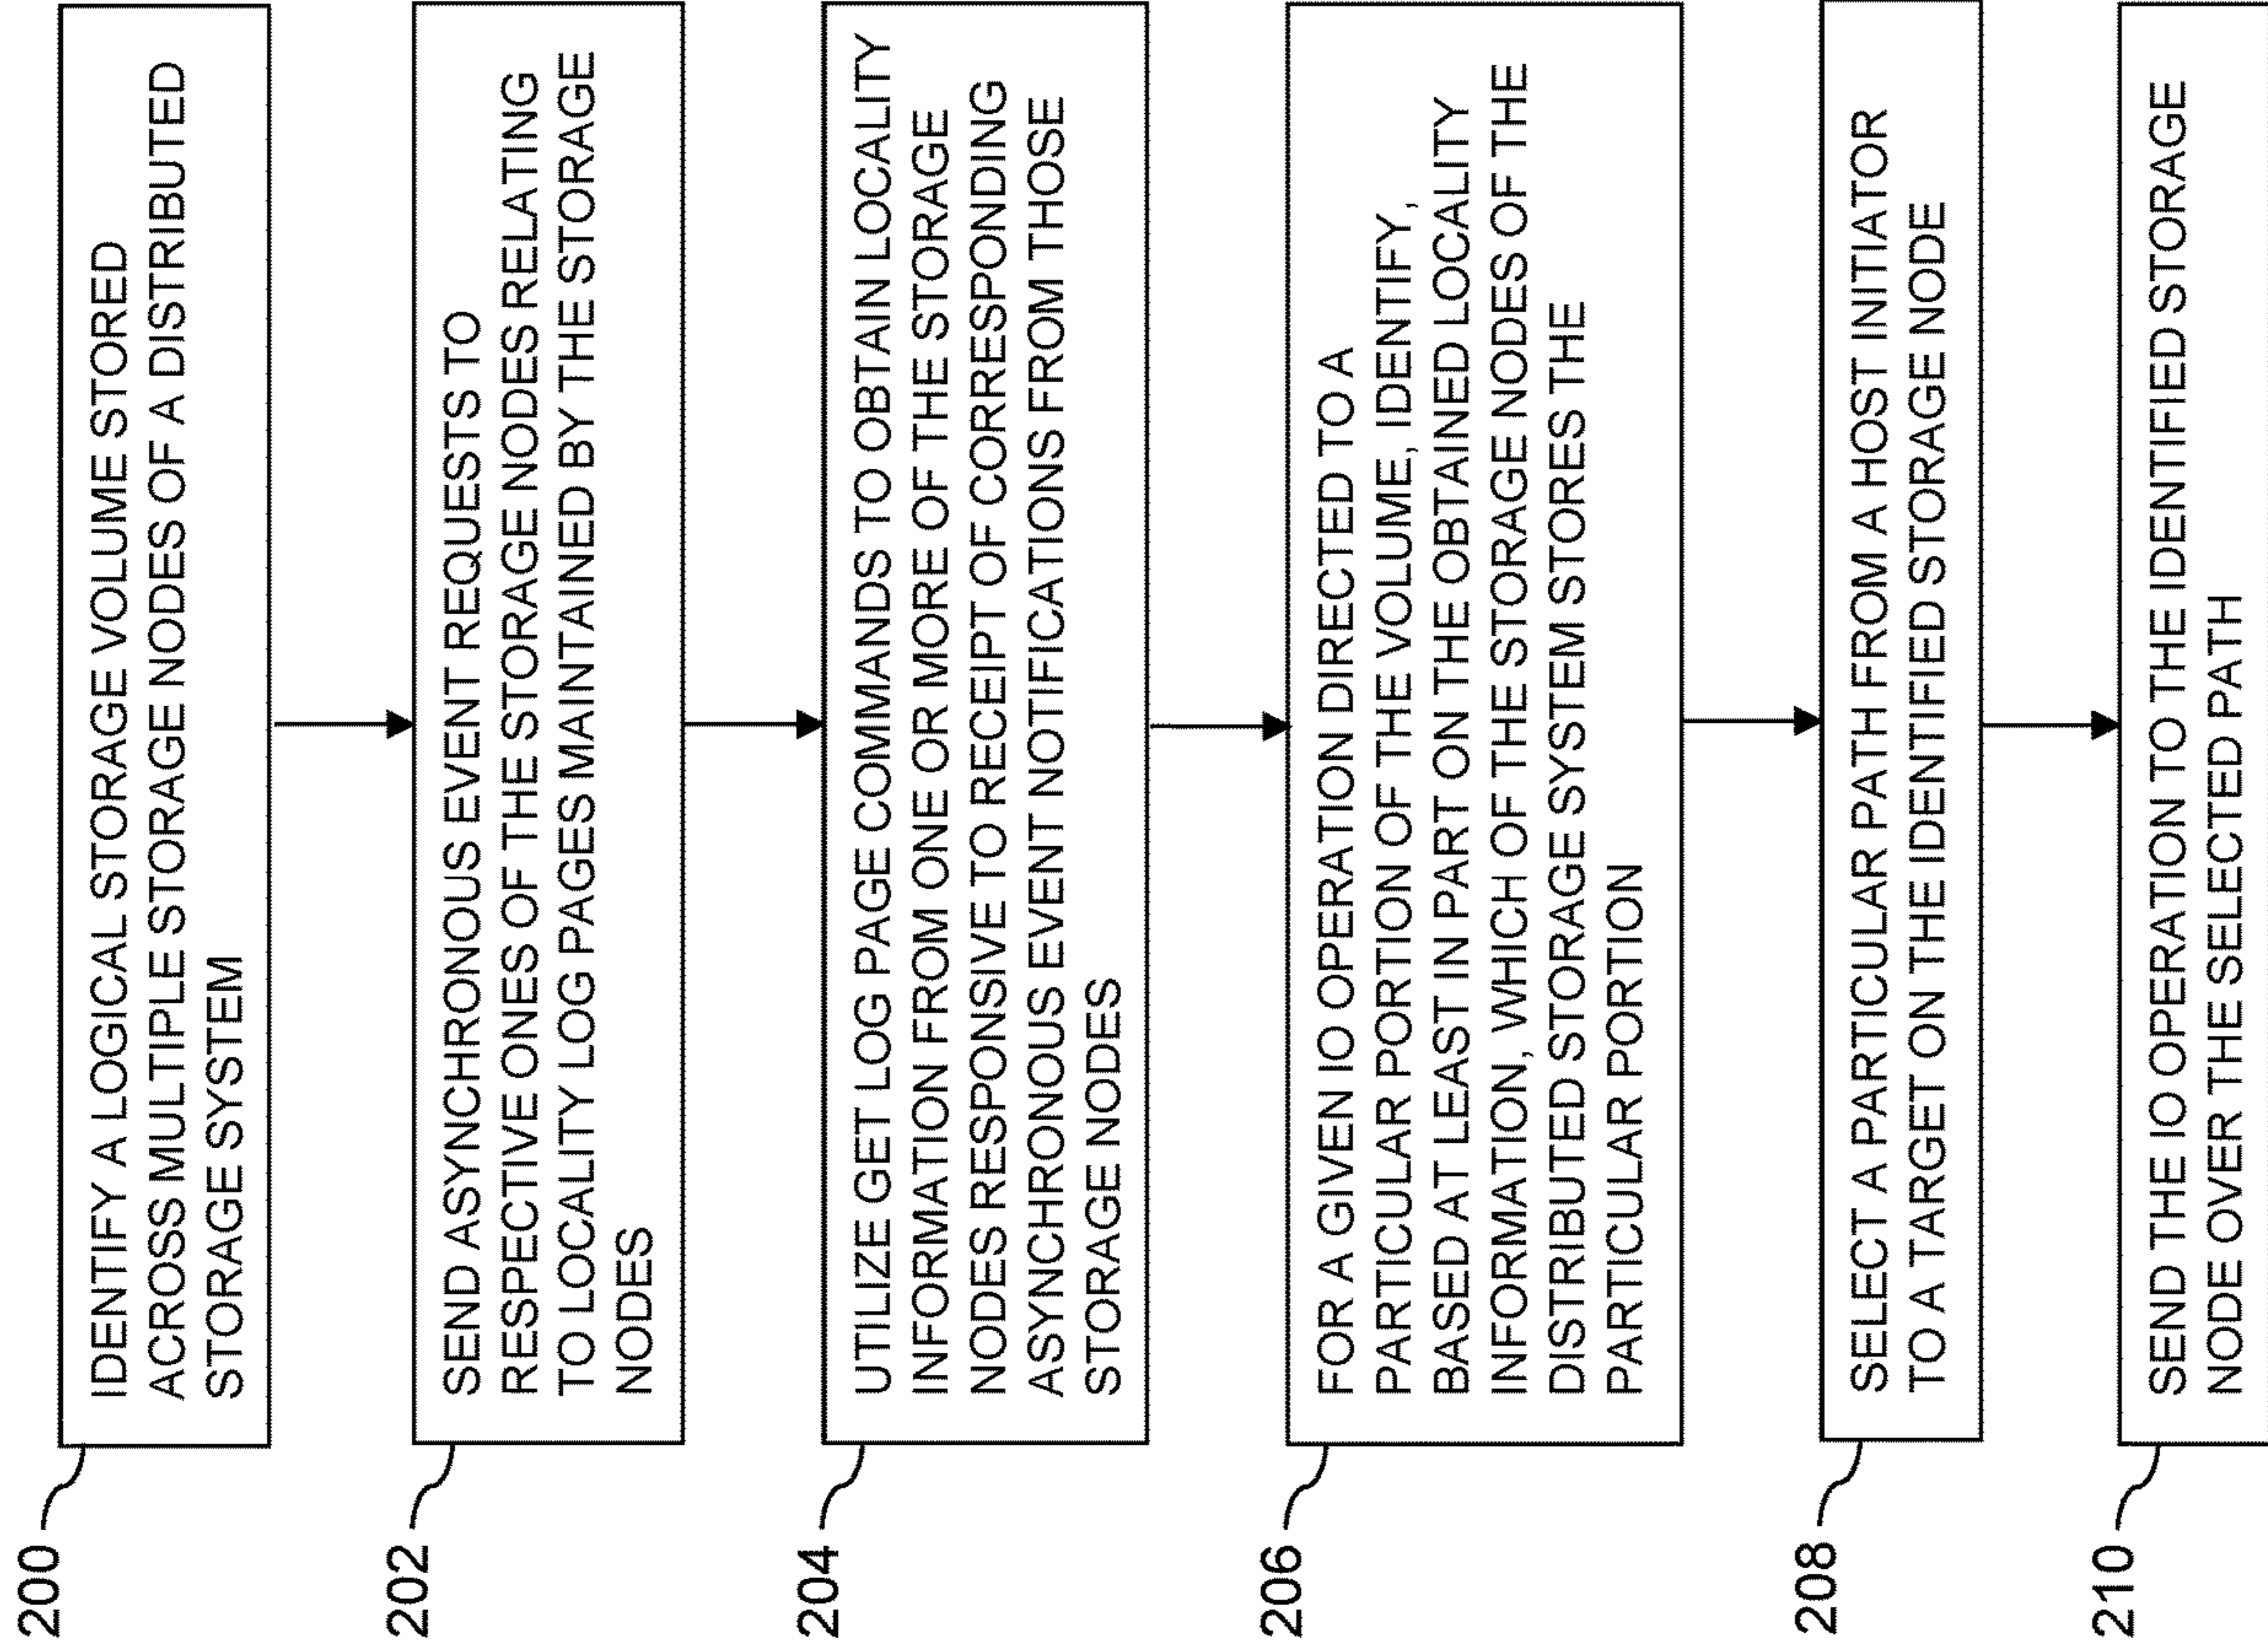 200
IDENTIFY A LOGICAL STORAGE VOLUME STORED
ACROSS MULTIPLE STORAGE NODES OF A DISTRIBUTED
STORAGE SYSTEM
202
SEND ASYNCHRONOUS EVENT REQUESTS TO
RESPECTIVE ONES OF THE STORAGE NODES RELATING
TO LOCALITY LOG PAGES MAINTAINED BY THE STORAGE
NODES
204
UTILIZE GET LOG PAGE COMMANDS TO OBTAIN LOCALITY
INFORMATION FROM ONE OR MORE OF THE STORAGE
NODES RESPONSIVE TO RECEIPT OF CORRESPONDING
ASYNCHRONOUS EVENT NOTIFICATIONS FROM THOSE
STORAGE NODES
206
FOR A GIVEN IO OPERATION DIRECTED TO A
PARTICULAR PORTION OF THE VOLUME, IDENTIFY,
BASED AT LEAST IN PART ON THE OBTAINED LOCALITY
INFORMATION, WHICH OF THE STORAGE NODES OF THE
DISTRIBUTED STORAGE SYSTEM STORES THE
PARTICULAR PORTION
208
SELECT A PARTICULAR PATH FROM A HOST INITIATOR
TO A TARGET ON THE IDENTIFIED STORAGE NODE
210
SEND THE IO OPERATION TO THE IDENTIFIED STORAGE
NODE OVER THE SELECTED PATH